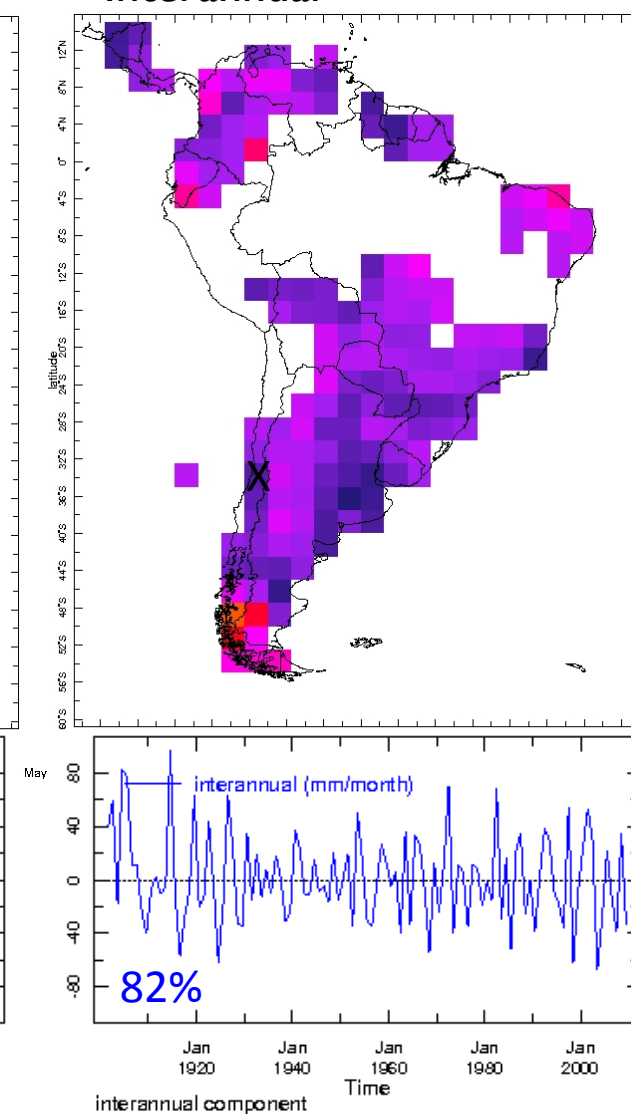 12°N
8°N
4°N
0°
4°S
8°S
12°S
16°S
20°S
latitude
24°S
28°S
32°S
X
36°S
40°S
44°S
48°S
52°S
56°S
60°S
May
80
interannual (mm/month)
40
0
-40
-80
82%
Jan Jan Jan Jan Jan
1920 1940 1960 1980 2000
Time
interannual component